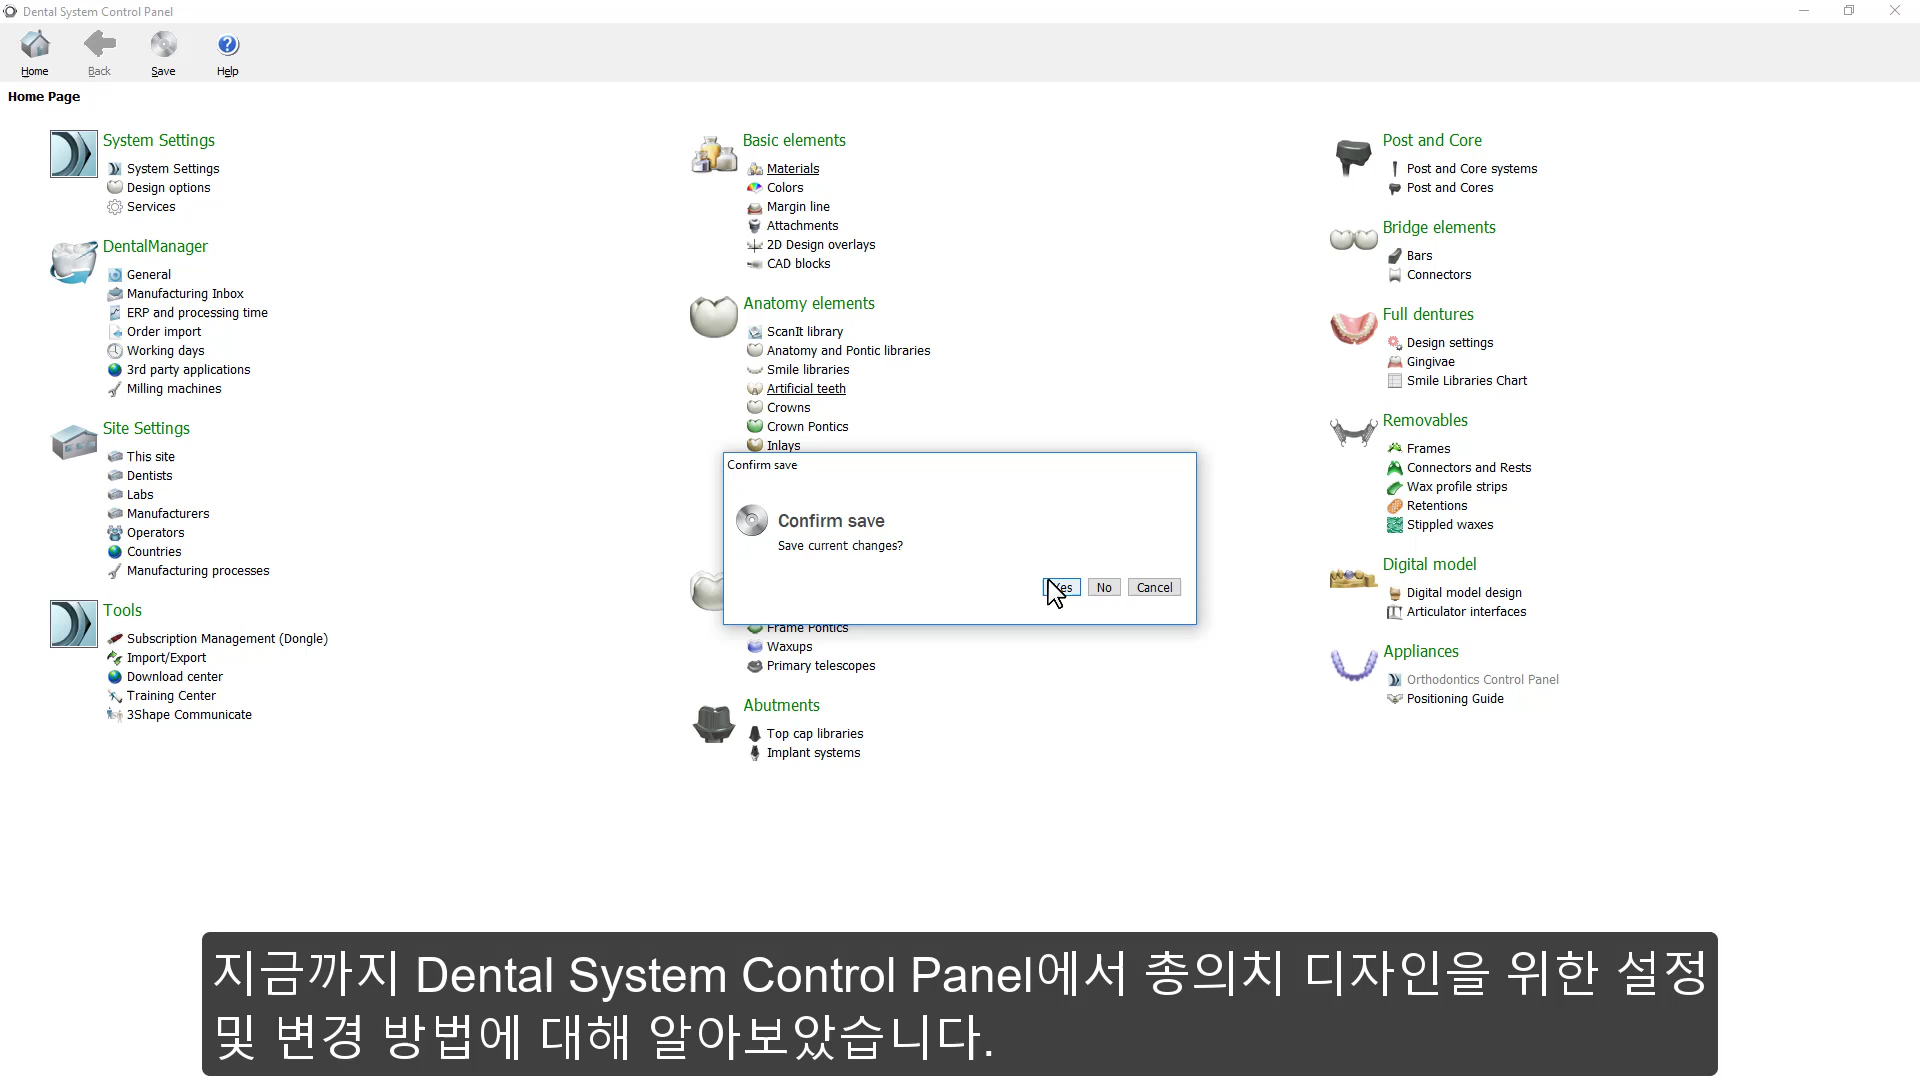 Dental System Control Panel
Home
Back
Save
Help
Home Page
System Settings
System Settings
Design options
Services
DentalManager
General
Manufacturing Inbox
ERP and processing time
Order import
Working days
3rd party applications
Milling machines
Site Settings
This site
Dentists
Labs
Manufacturers
Operators
Countries
Manufacturing processes
Tools
Subscription Management (Dongle)
Import/Export
Download center
Training Center
3Shape Communicate
Basic elements
Materials
Colors
Margin line
Attachments
2D Design overlays
CAD blocks
Anatomy elements
ScanIt library
Anatomy and Pontic libraries
Smile libraries
Artificial teeth
Crowns
Crown Pontics
Inlays
Confirm save
Confirm save
Save current changes?
No
Cancel
Frame Pontics
Waxups
Primary telescopes
Abutments
Top cap libraries
Implant systems
Post and Core
Post and Core systems
Post and Cores
Bridge elements
Bars
Connectors
Full dentures
Design settings
Gingivae
Smile Libraries Chart
Removables
Frames
Connectors and Rests
Wax profile strips
Retentions
Stippled waxes
Digital model
Digital model design
Articulator interfaces
Appliances
Orthodontics Control Panel
Positioning Guide
지금까지 Dental System Control Panel에서 총의치 디자인을 위한 설정
및 변경 방법에 대해 알아보았습니다.